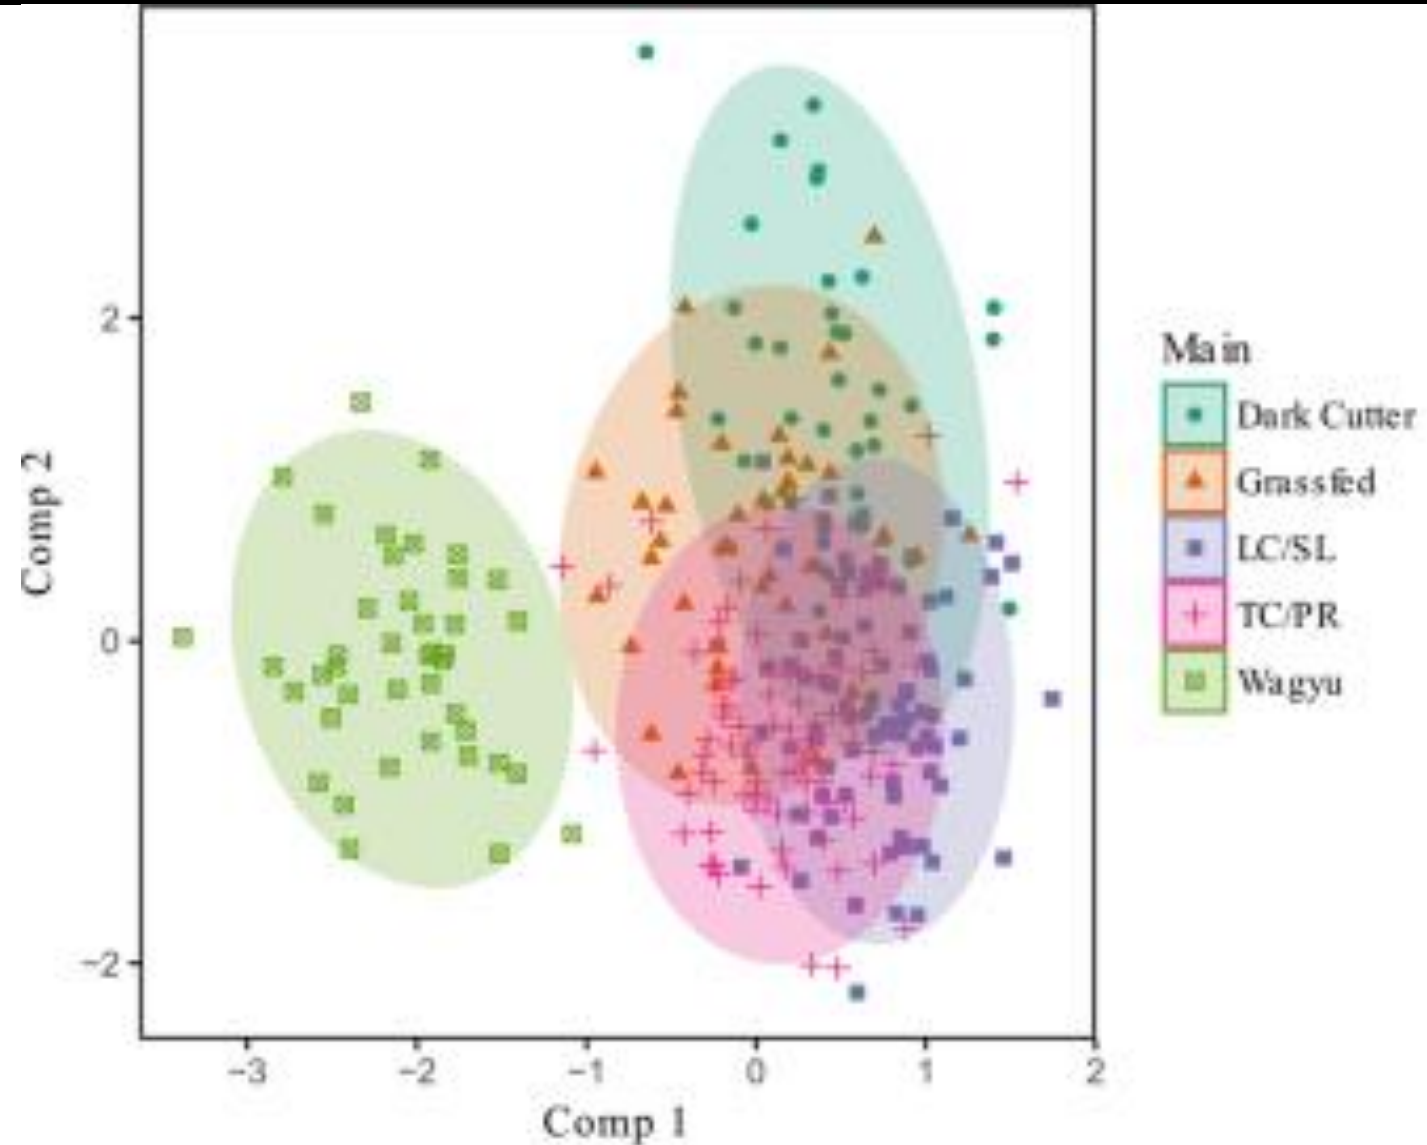 2
0
−2
Comp 2
−3
−2
−1
0
1
2
Comp 1
Main
Dark Cutter
Grassfed
LC/SL
TC/PR
Wagyu